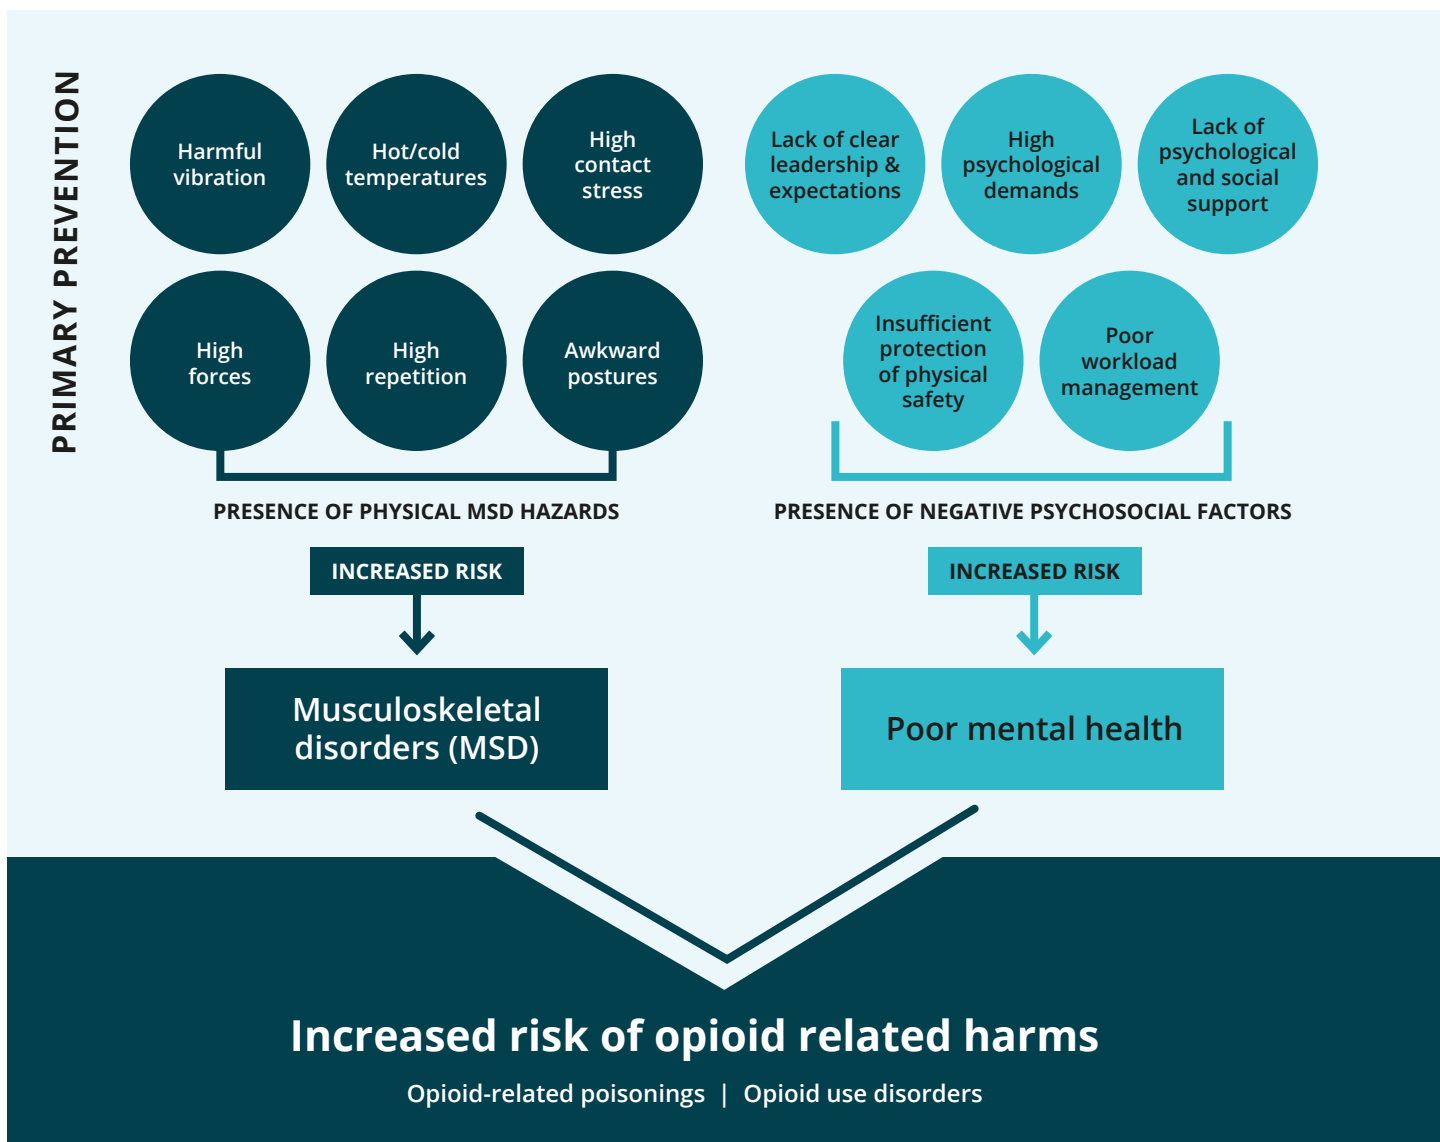 PRIMARY PREVENTION
Harmful
vibration
Hot/cold
temperatures
High
contact
stress
High
forces
High
repetition
Awkward
postures
PRESENCE OF PHYSICAL MSD HAZARDS
INCREASED RISK
Musculoskeletal
disorders (MSD)
Lack of clear
leadership &
expectations
High
psychological
demands
Lack of
psychological
and social
support
Insufficient
protection
of physical
safety
Poor
workload
management
PRESENCE OF NEGATIVE PSYCHOSOCIAL FACTORS
INCREASED RISK
Poor mental health
Increased risk of opioid related harms
Opioid-related poisonings | Opioid use disorders